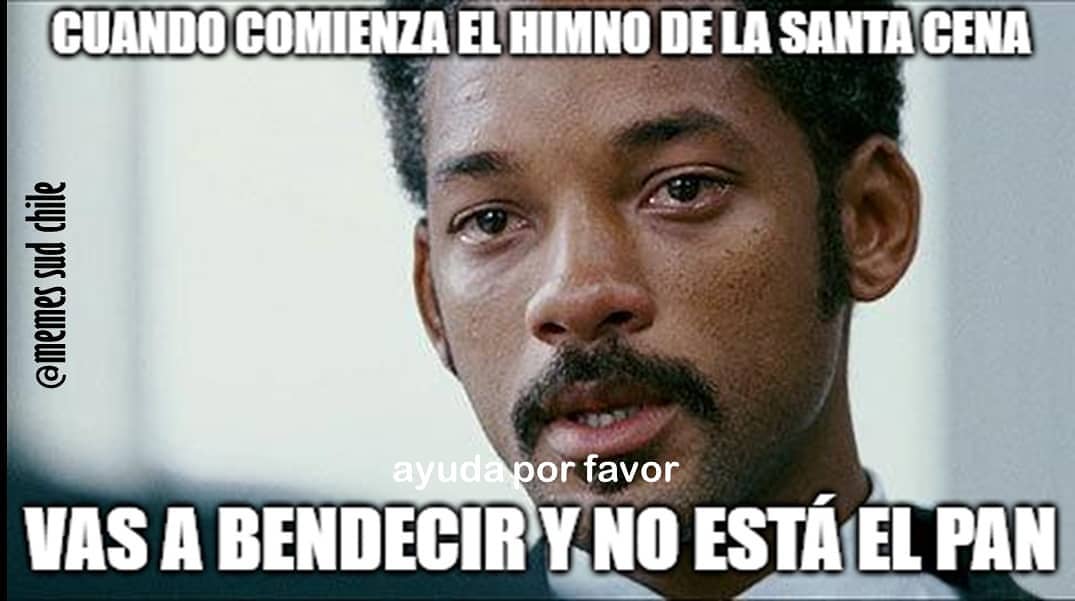 CUANDO COMIENZA EL HIMNO DE LA SANTA CENA
@memes sud chile
ayuda por favor
VAS A BENDECIR Y NO ESTÁ EL PAN